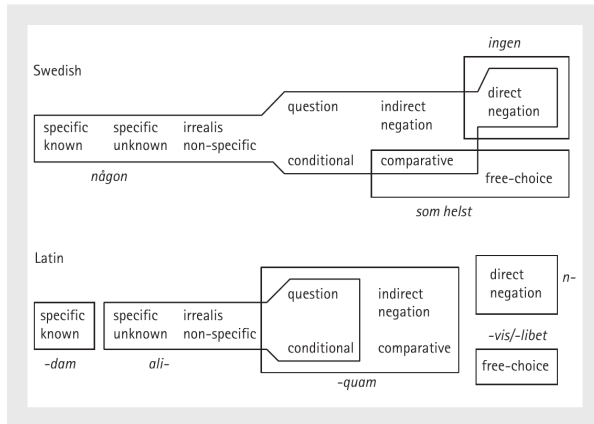 ingen
Swedish
question indirect negation direct negation
specific known specific unknown irrealis non-specific
conditional comparative
någon
free-choice
som helst
Latin
question indirect negation direct negation n-
specific known specific unknown irrealis non-specific
-vis/-libet
conditional comparative free-choice
-dam ali-
-quam